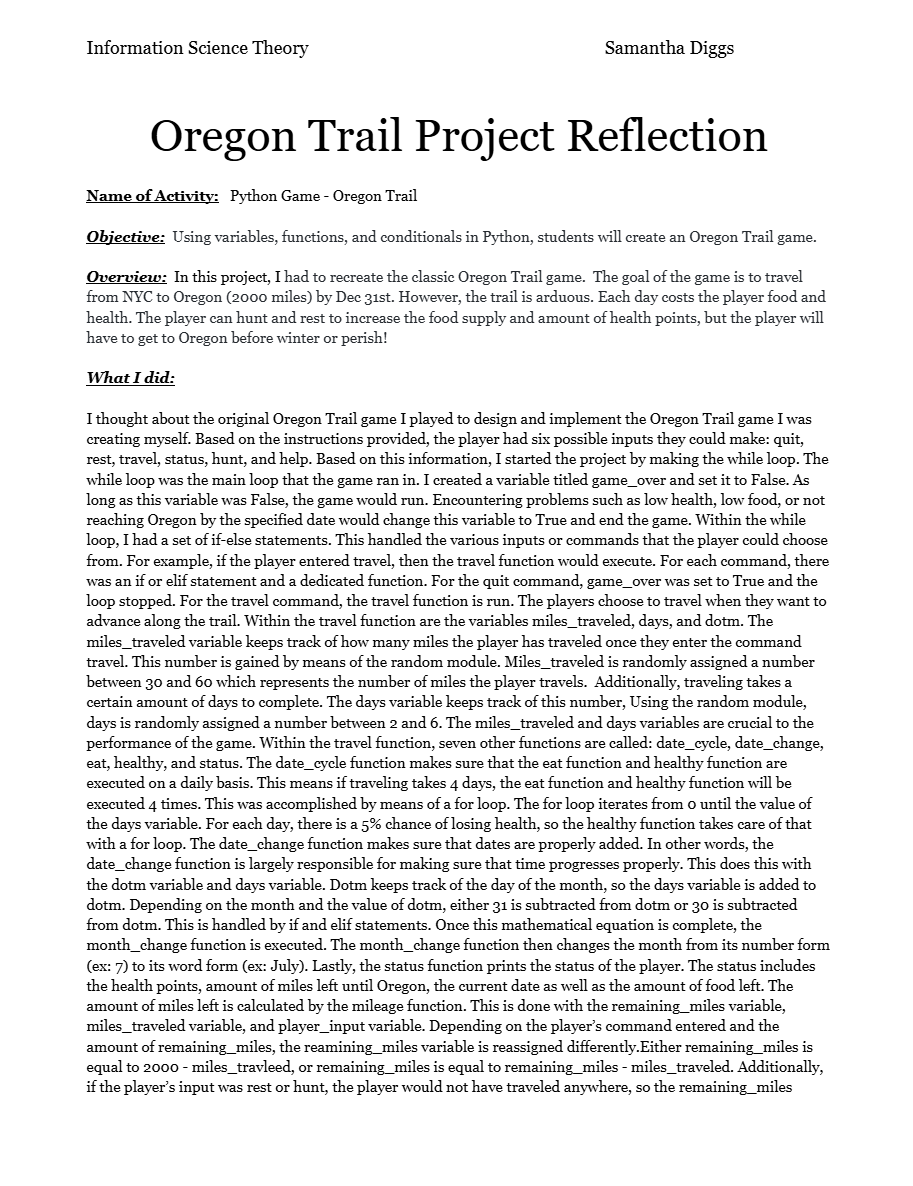 Information Science Theory Samantha Diggs
Oregon Trail Project Reflection
Name of Activity: Python Game - Oregon Trail
Objective: Using variables, functions, and conditionals in Python, students will create an Oregon Trail game.
Overview: In this project, I had to recreate the classic Oregon Trail game. The goal of the game is to travel
from NYC to Oregon (2000 miles) by Dec 31st. However, the trail is arduous. Each day costs the player food and
health. The player can hunt and rest to increase the food supply and amount of health points, but the player will
have to get to Oregon before winter or perish!
What I did:
I thought about the original Oregon Trail game I played to design and implement the Oregon Trail game I was
creating myself. Based on the instructions provided, the player had six possible inputs they could make: quit,
rest, travel, status, hunt, and help. Based on this information, I started the project by making the while loop. The
while loop was the main loop that the game ran in. I created a variable titled game_over and set it to False. As
long as this variable was False, the game would run. Encountering problems such as low health, low food, or not
reaching Oregon by the specified date would change this variable to True and end the game. Within the while
loop, I had a set of if-else statements. This handled the various inputs or commands that the player could choose
from. For example, if the player entered travel, then the travel function would execute. For each command, there
was an if or elif statement and a dedicated function. For the quit command, game_over was set to True and the
loop stopped. For the travel command, the travel function is run. The players choose to travel when they want to
advance along the trail. Within the travel function are the variables miles_traveled, days, and dotm. The
miles_traveled variable keeps track of how many miles the player has traveled once they enter the command
travel. This number is gained by means of the random module. Miles_traveled is randomly assigned a number
between 30 and 60 which represents the number of miles the player travels. Additionally, traveling takes a
certain amount of days to complete. The days variable keeps track of this number, Using the random module,
days is randomly assigned a number between 2 and 6. The miles_traveled and days variables are crucial to the
performance of the game. Within the travel function, seven other functions are called: date_cycle, date_change,
eat, healthy, and status. The date_cycle function makes sure that the eat function and healthy function are
executed on a daily basis. This means if traveling takes 4 days, the eat function and healthy function will be
executed 4 times. This was accomplished by means of a for loop. The for loop iterates from 0 until the value of
the days variable. For each day, there is a 5% chance of losing health, so the healthy function takes care of that
with a for loop. The date_change function makes sure that dates are properly added. In other words, the
date_change function is largely responsible for making sure that time progresses properly. This does this with
the dotm variable and days variable. Dotm keeps track of the day of the month, so the days variable is added to
dotm. Depending on the month and the value of dotm, either 31 is subtracted from dotm or 30 is subtracted
from dotm. This is handled by if and elif statements. Once this mathematical equation is complete, the
month_change function is executed. The month_change function then changes the month from its number form
(ex: 7) to its word form (ex: July). Lastly, the status function prints the status of the player. The status includes
the health points, amount of miles left until Oregon, the current date as well as the amount of food left. The
amount of miles left is calculated by the mileage function. This is done with the remaining_miles variable,
miles_traveled variable, and player_input variable. Depending on the player’s command entered and the
amount of remaining_miles, the reamining_miles variable is reassigned differently.Either remaining_miles is
equal to 2000 - miles_travleed, or remaining_miles is equal to remaining_miles - miles_traveled. Additionally,
if the player’s input was rest or hunt, the player would not have traveled anywhere, so the remaining_miles